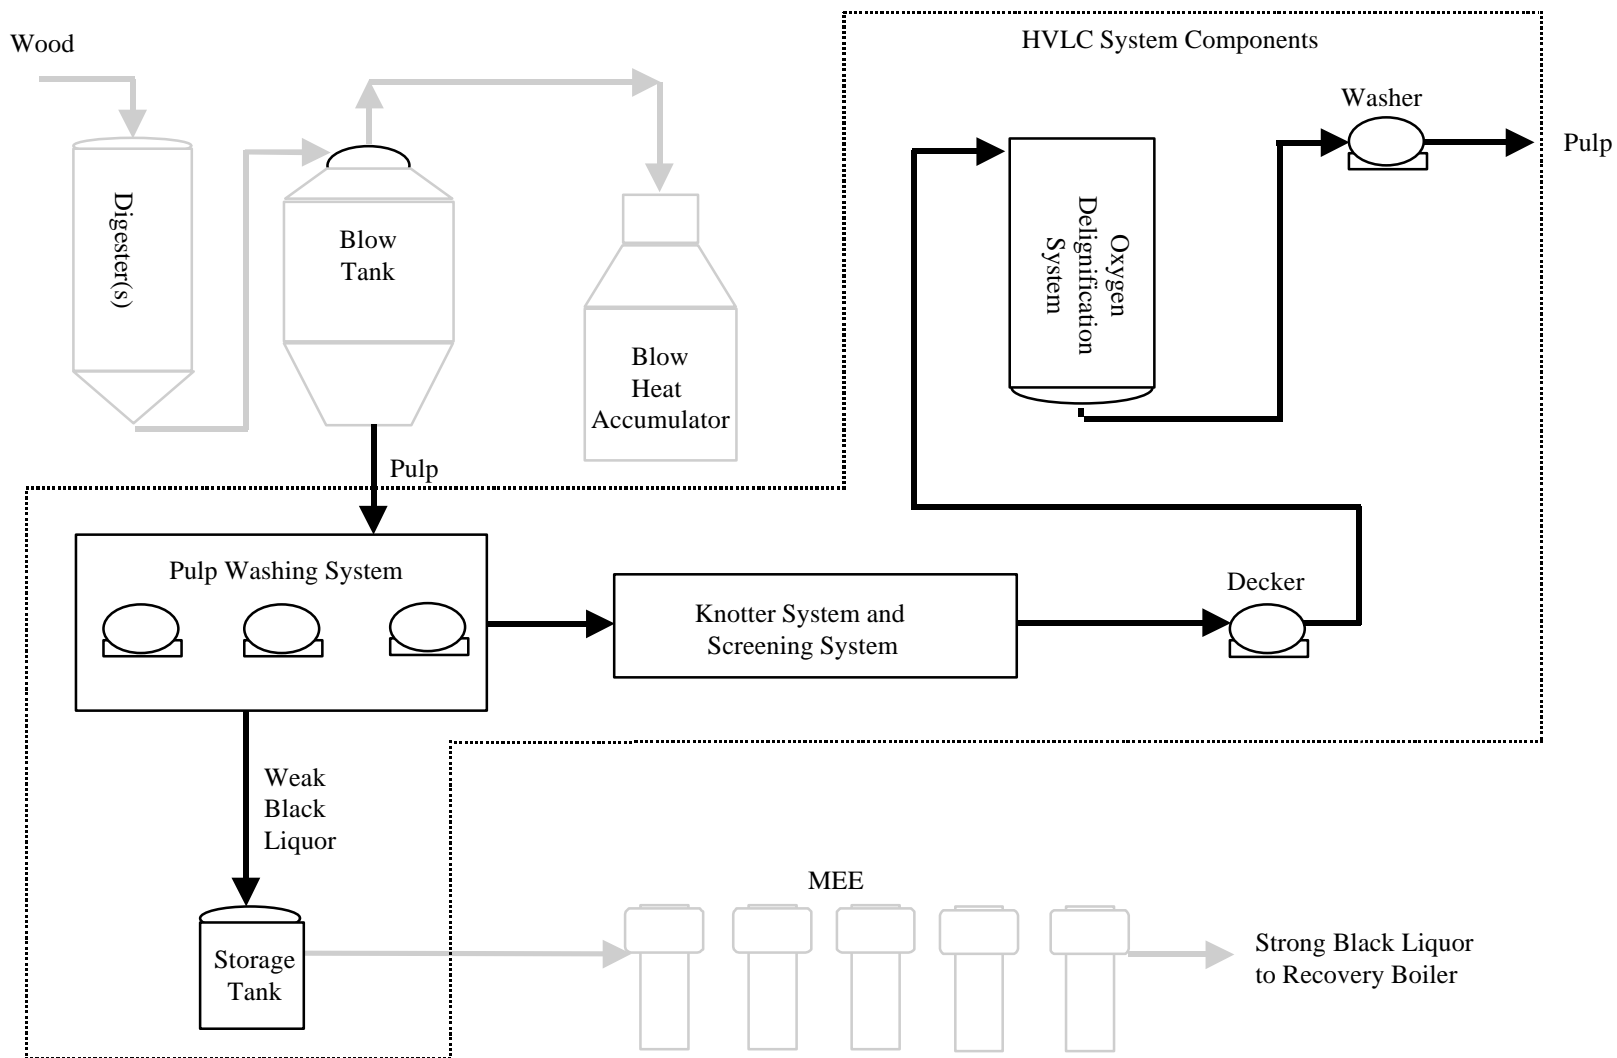 Wood
HVLC System Components
Washer
Pulp
Digester(s)
Blow
Tank
Oxygen
Delignification
System
Blow
Heat
Accumulator
Pulp
Pulp Washing System
Knotter System and
Screening System
Decker
Weak
Black
Liquor
MEE
Storage
Tank
Strong Black Liquor
to Recovery Boiler